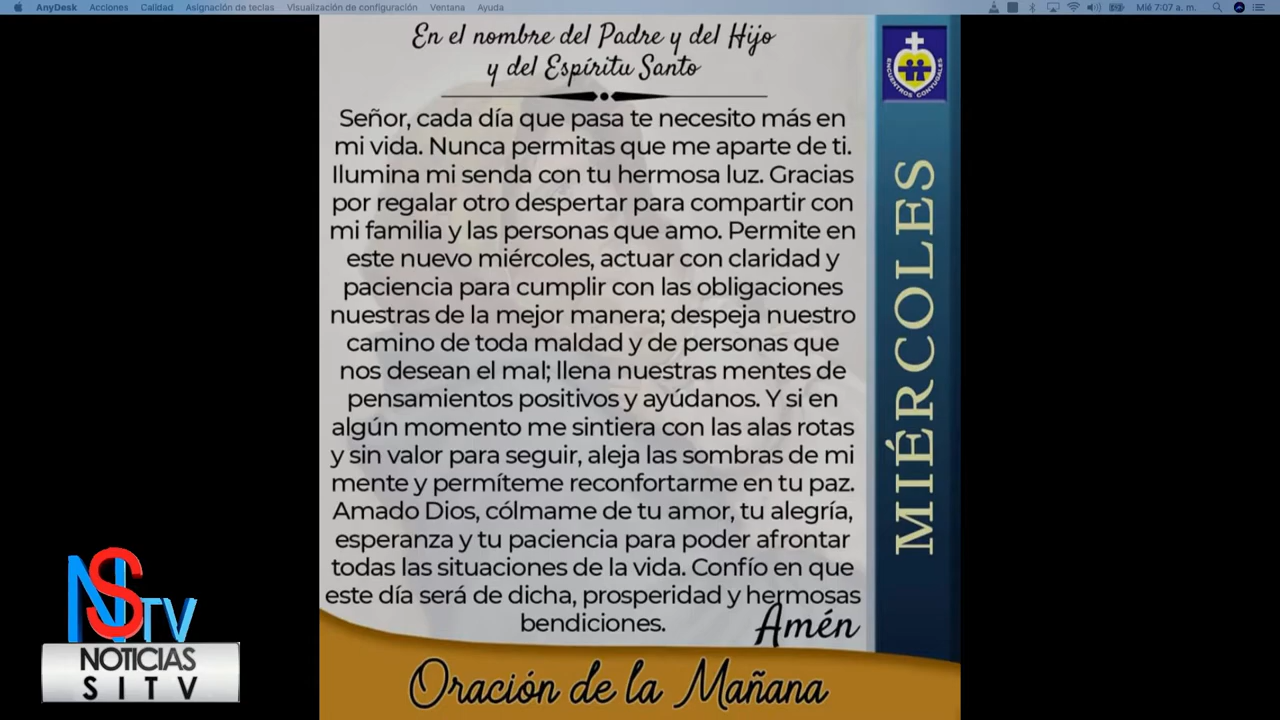 AnyDesk Acciones Calidad Asignación de teclas Visualización de configuración Ventana Ayuda
Mié 7:07 a. m.
En el nombre del Padre y del Hijo
y del Espíritu Santo
Señor, cada día que pasa te necesito más en
mi vida. Nunca permitas que me aparte de ti.
Ilumina mi senda con tu hermosa luz. Gracias
por regalar otro despertar para compartir con
mi familia y las personas que amo. Permite en
este nuevo miércoles, actuar con claridad y
paciencia para cumplir con las obligaciones
nuestras de la mejor manera; despeja nuestro
camino de toda maldad y de personas que
nos desean el mal; llena nuestras mentes de
pensamientos positivos y ayúdanos. Y si en
algún momento me sintiera con las alas rotas
y sin valor para seguir, aleja las sombras de mi
mente y permíteme reconfortarme en tu paz.
Amado Dios, cólmame de tu amor, tu alegría,
esperanza y tu paciencia para poder afrontar
todas las situaciones de la vida. Confío en que
este día será de dicha, prosperidad y hermosas
bendiciones.
Amén
Oración de la Mañana
ENCUENTROS CONYUGALES
MIÉRCOLES
NSTV
NOTICIAS
SITV